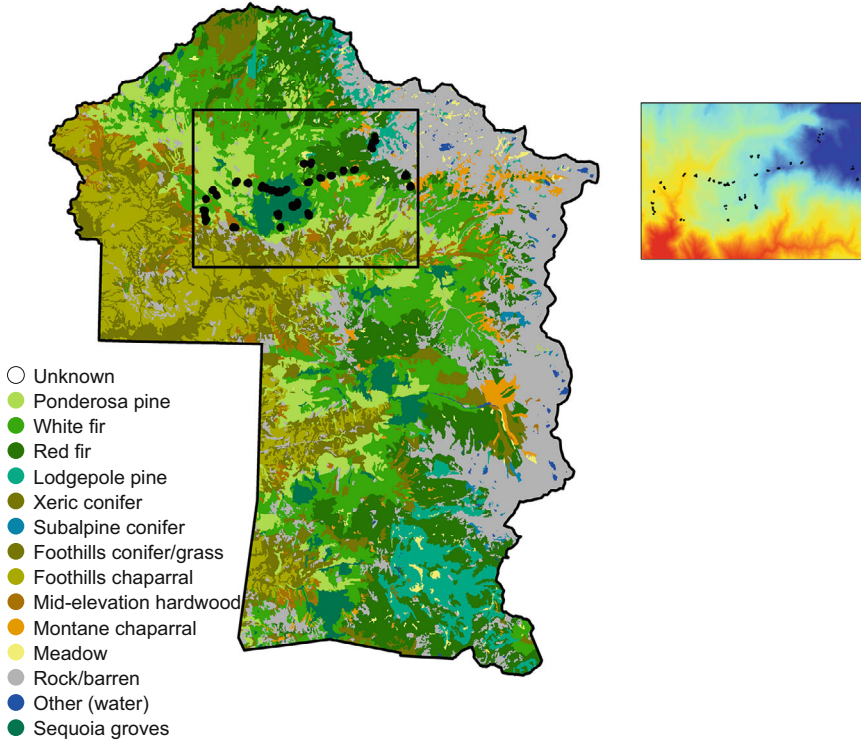 Unknown
Ponderosa pine
White fir
Red fir
Lodgepole pine
Xeric conifer
Subalpine conifer
Foothills conifer/grass
Foothills chaparral
Mid-elevation hardwood
Montane chaparral
Meadow
Rock/barren
Other (water)
Sequoia groves